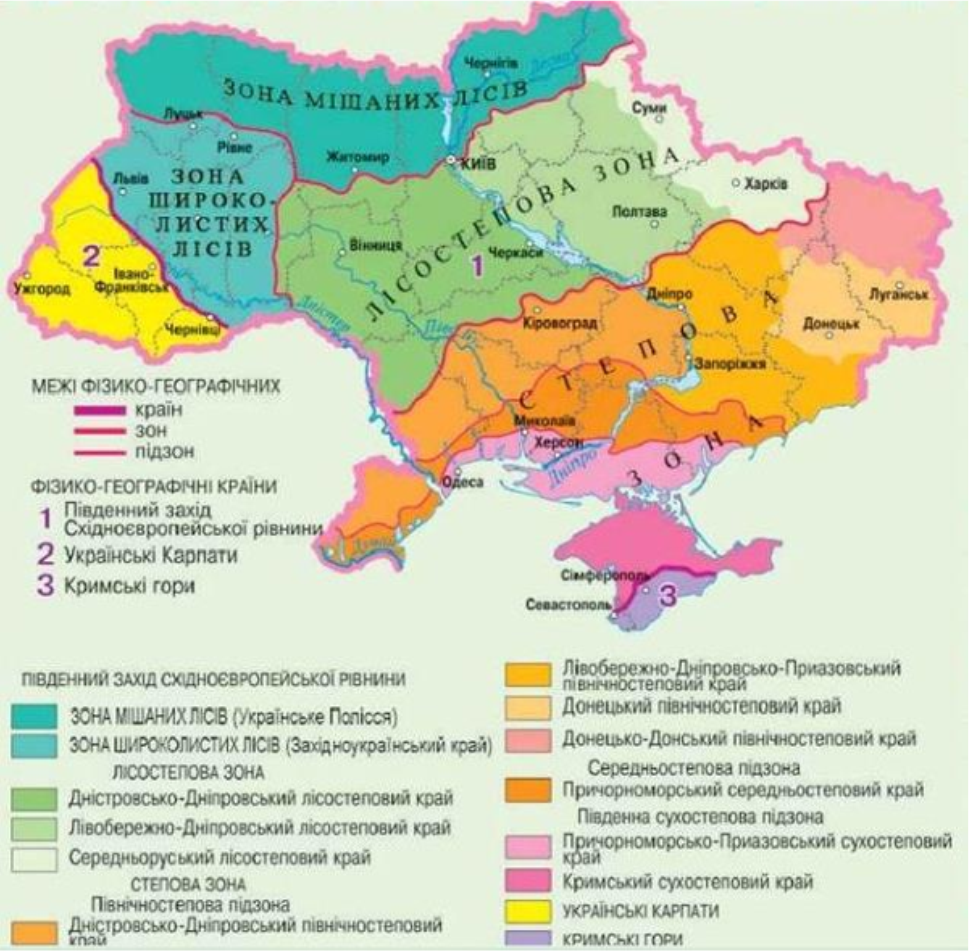 Чернігів
Десна
ЗОНА МІШАНИХ ЛІСІВ
Суми
Луцьк
Рівне
Житомир
КИЇВ
Львів
ЗОНА
ШИРОКО-
ЛИСТИХ
ЛІСІВ
ЛІСОСТЕПОВА ЗОНА
Харків
Полтава
Вінниця
Черкаси
1
2
Івано-
Франківськ
Ужгород
Чернівці
Дністер
Кіровоград
Дніпро
Луганськ
Донецьк
Запоріжжя
СТЕПОВА
ЗОНА
Миколаїв
Херсон
Дніпро
Одеса
Дунай
Сімферополь
Севастополь
3
МЕЖІ ФІЗИКО-ГЕОГРАФІЧНИХ
країн
зон
підзон
ФІЗИКО-ГЕОГРАФІЧНІ КРАЇНИ
1 Південний захід
Східноєвропейської рівнини
2 Українські Карпати
3 Кримські гори
ПІВДЕННИЙ ЗАХІД СХІДНОЄВРОПЕЙСЬКОЇ РІВНИНИ
ЗОНА МІШАНИХ ЛІСІВ (Українське Полісся)
ЗОНА ШИРОКОЛИСТИХ ЛІСІВ (Західноукраїнський край)
ЛІСОСТЕПОВА ЗОНА
Дністровсько-Дніпровський лісостеповий край
Лівобережно-Дніпровський лісостеповий край
Середньоруський лісостеповий край
СТЕПОВА ЗОНА
Північностепова підзона
Дністровсько-Дніпровський північностеповий
край
Лівобережно-Дніпровсько-Приазовський
північностеповий край
Донецький північностеповий край
Донецько-Донський північностеповий край
Середньостепова підзона
Причорноморський середньостеповий край
Південна сухостепова підзона
Причорноморсько-Приазовський сухостеповий
край
Кримський сухостеповий край
УКРАЇНСЬКІ КАРПАТИ
КРИМСЬКІ ГОРИ